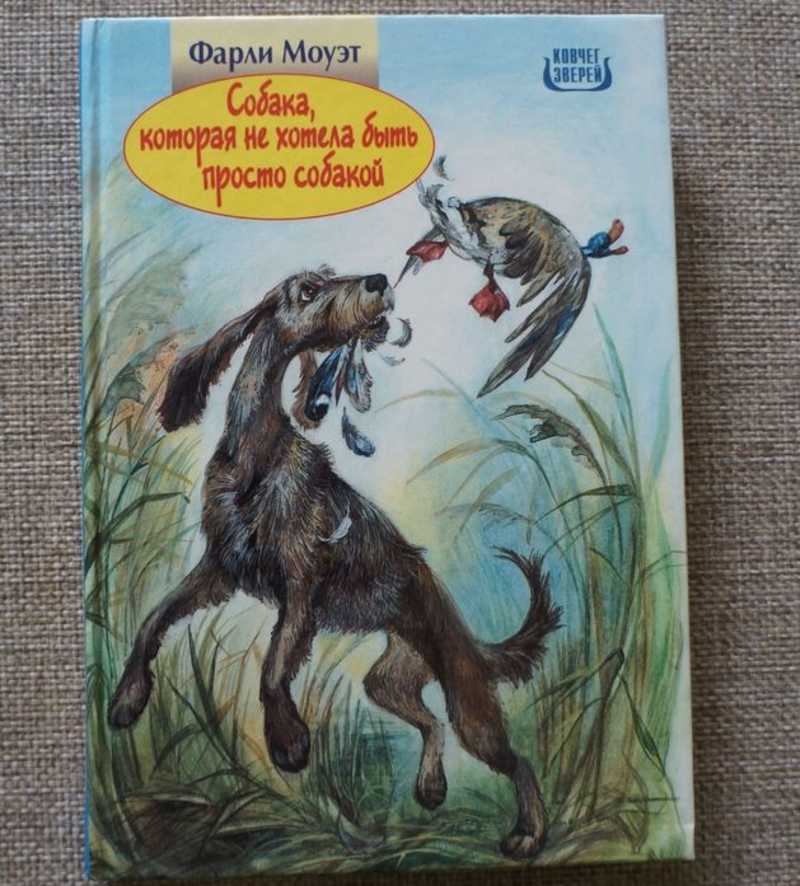 Фарли Моуэт
КОВЧЕГ
ЗВЕРЕЙ
Собака,
которая не хотела быть
просто собакой